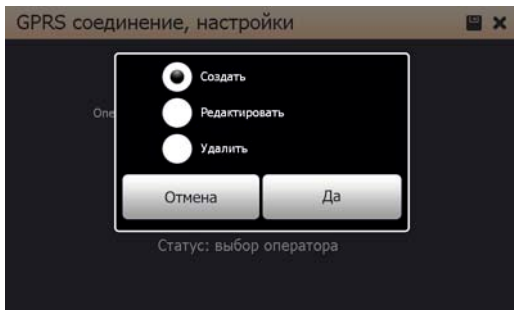 GPRS соединение, настройки
Создать
Редактировать
Удалить
Отмена Да
Статус: выбор оператора